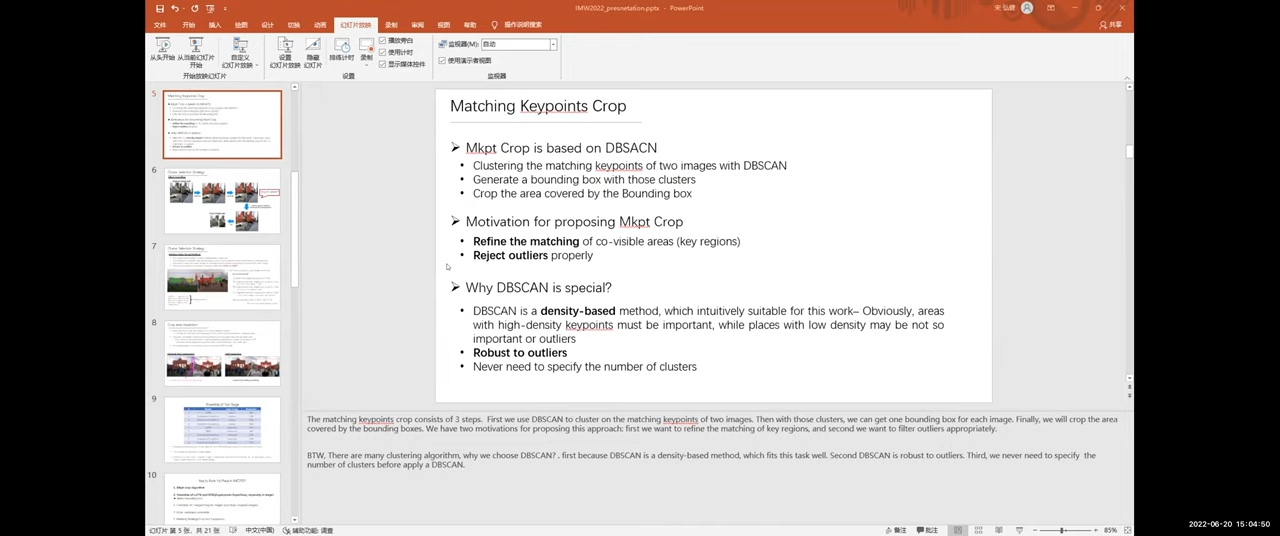 IMW2022_presnetation.pptx - PowerPoint
宋 弘健
文件 开始 插入 绘图 设计 切换 动画 幻灯片放映 录制 审阅 视图 帮助 操作说明搜索 共享
从头开始 从当前幻灯片开始 自定义幻灯片放映 设置幻灯片放映 隐藏幻灯片 排练计时 录制
播放旁白
使用计时
显示媒体控件
监视器(M): 自动
使用演示者视图
开始放映幻灯片 设置 监视器
5
6
7
8
9
10
Matching Keypoints Crop
Mkpt Crop is based on DBSACN
Clustering the matching keypoints of two images with DBSCAN
Generate a bounding box with those clusters
Crop the area covered by the Bounding box
Motivation for proposing Mkpt Crop
Refine the matching of co-visible areas (key regions)
Reject outliers properly
Why DBSCAN is special?
DBSCAN is a density-based method, which intuitively suitable for this work– Obviously, areas
with high-density keypoints must be important, while places with low density may be not so
important or outliers
Robust to outliers
Never need to specify the number of clusters
The matching keypoints crop consists of 3 steps. First we use DBSCAN to cluster on the matching keypoints of two images. Then with those clusters, we can get one bounding box for each image. Finally, we will crop the area
covered by the bounding boxes. We have two motivations for proposing this approach: first we want to refine the matching of key regions, and second we want to filter outliers appropriately.
BTW, There are many clustering algorithm, why we choose DBSCAN? . first because DBSCAN is a density-based method, which fits this task well. Second DBSCAN is robust to outliers. Third, we never need to specify the
number of clusters before apply a DBSCAN.
幻灯片 第 5 张，共 21 张 中文(中国) 辅助功能: 调查 备注 批注 85%
2022-06-20 15:04:50